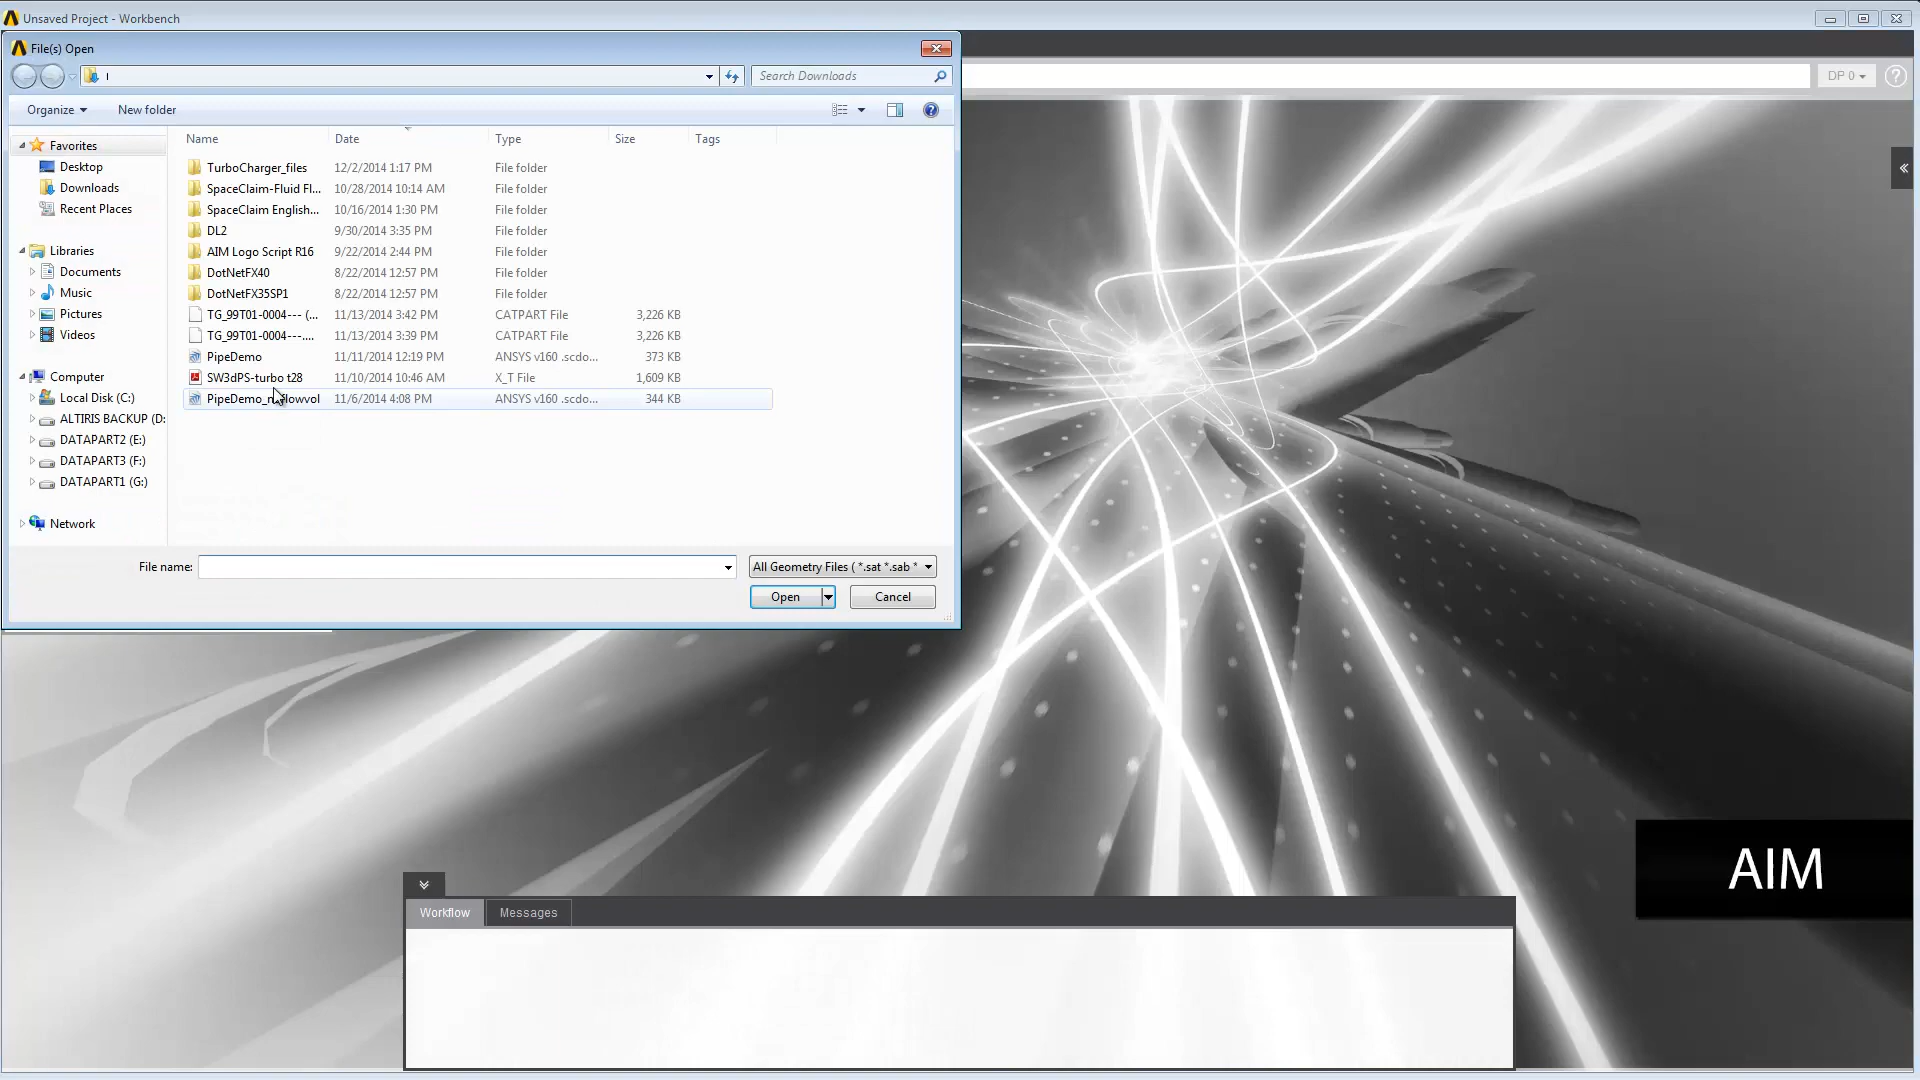 Unsaved Project - Workbench
File(s) Open
Search Downloads
DP 0
Organize
New folder
Name Date Type Size Tags
Favorites
Desktop
Downloads
Recent Places
Libraries
Documents
Music
Pictures
Videos
Computer
Local Disk (C:)
ALTIRIS BACKUP (D:
DATAPART2 (E:)
DATAPART3 (F:)
DATAPART1 (G:)
Network
TurboCharger_files 12/2/2014 1:17 PM File folder
SpaceClaim-Fluid Fl... 10/28/2014 10:14 AM File folder
SpaceClaim English... 10/16/2014 1:30 PM File folder
DL2 9/30/2014 3:35 PM File folder
AIM Logo Script R16 9/22/2014 2:44 PM File folder
DotNetFX40 8/22/2014 12:57 PM File folder
DotNetFX35SP1 8/22/2014 12:57 PM File folder
TG_99T01-0004--- (... 11/13/2014 3:42 PM CATPART File 3,226 KB
TG_99T01-0004---.... 11/13/2014 3:39 PM CATPART File 3,226 KB
PipeDemo 11/11/2014 12:19 PM ANSYS v160 .scdo... 373 KB
SW3dPS-turbo t28 11/10/2014 10:46 AM X_T File 1,609 KB
11/6/2014 4:08 PM ANSYS v160 .scdo... 344 KB
File name:
All Geometry Files ( *.sat *.sab *
Open
Cancel
AIM
Workflow
Messages